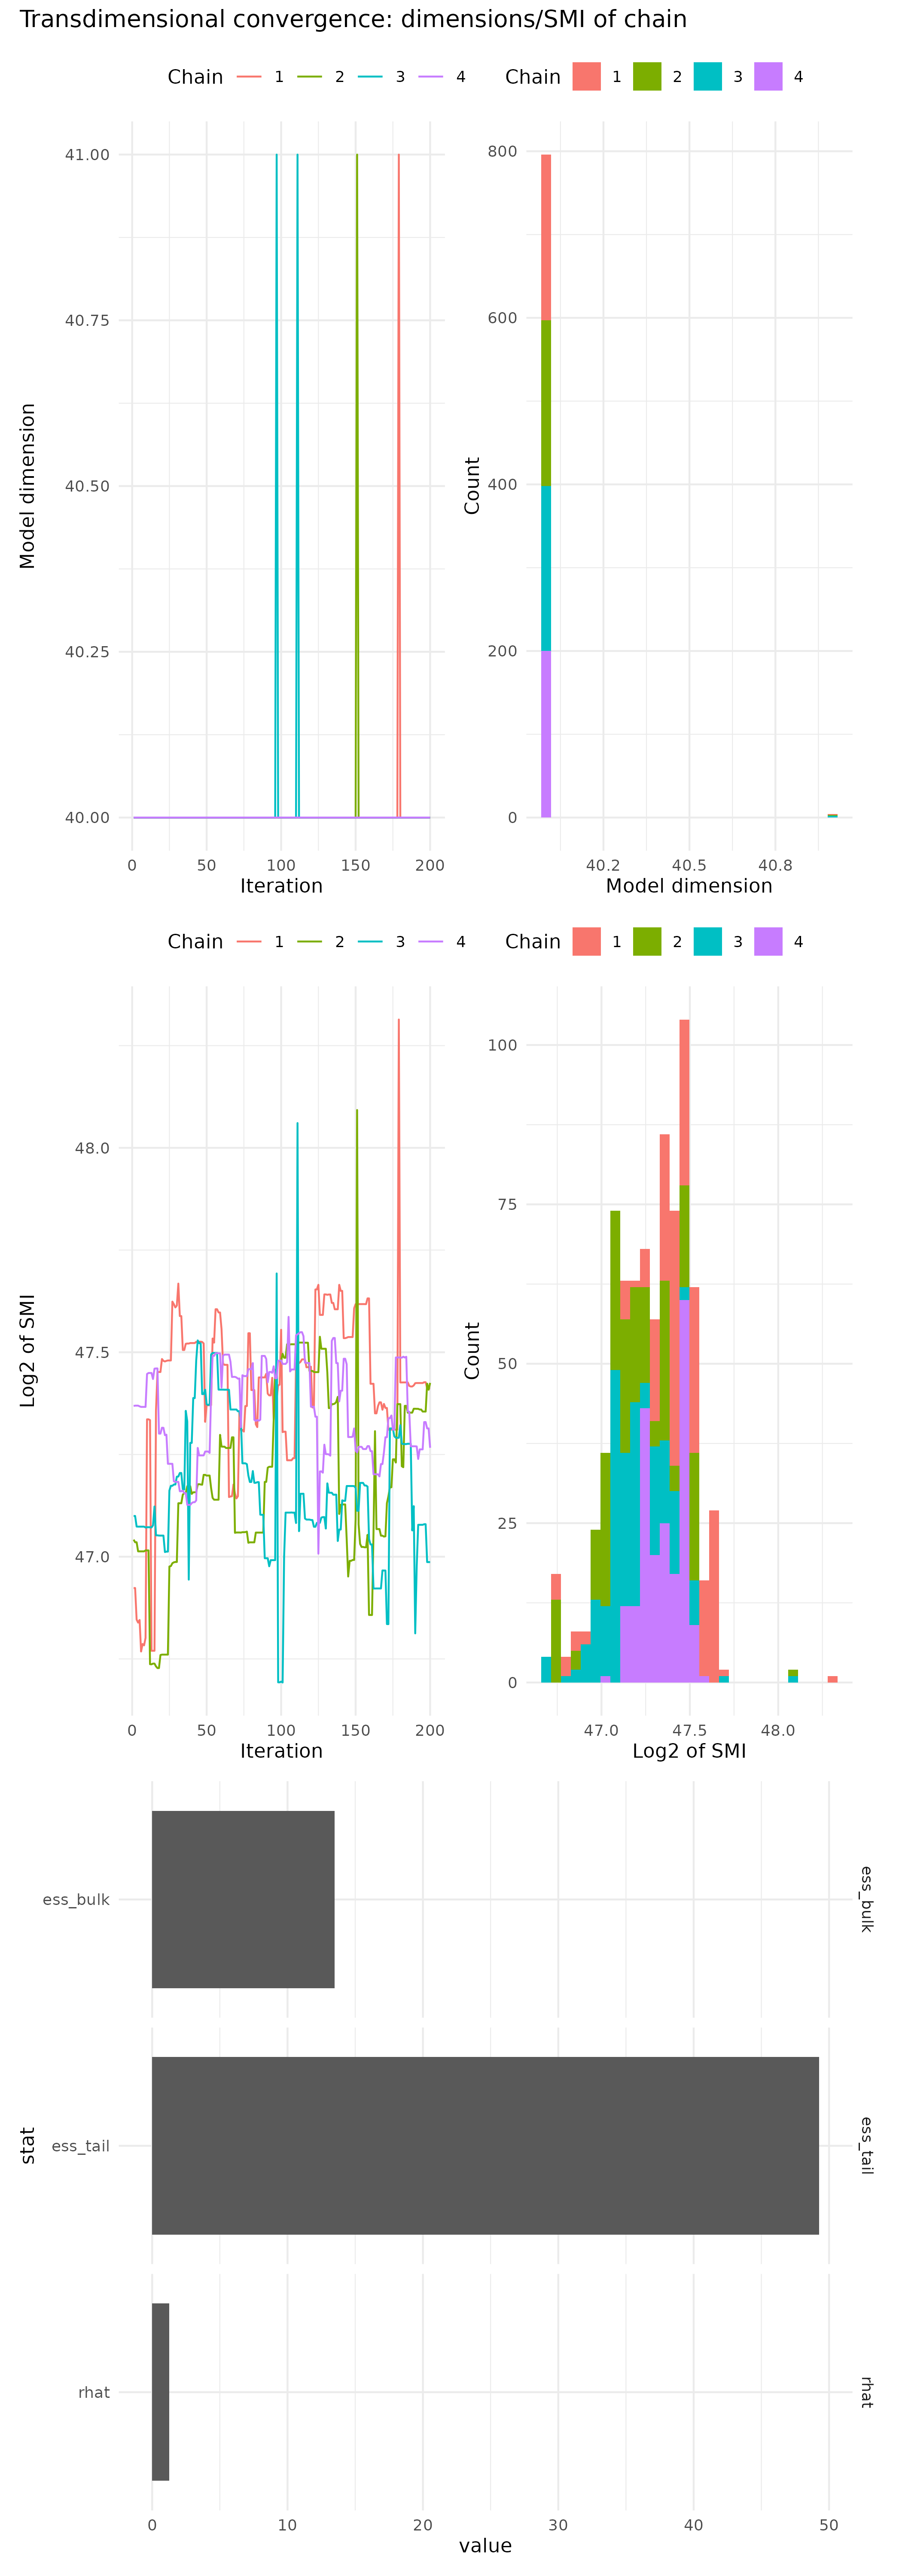 Transdimensional convergence: dimensions/SMI of chain
Chain 1 2 3 4
Chain 1 2 3 4
41.00
40.75
40.50
40.25
40.00
Model dimension
0 50 100 150 200
Iteration
800
600
400
200
0
Count
40.2 40.5 40.8
Model dimension
Chain 1 2 3 4
Chain 1 2 3 4
48.0
47.5
47.0
Log2 of SMI
0 50 100 150 200
Iteration
100
75
50
25
0
Count
47.0 47.5 48.0
Log2 of SMI
ess_bulk
ess_bulk
stat
ess_tail
ess_tail
rhat
rhat
0 10 20 30 40 50
value